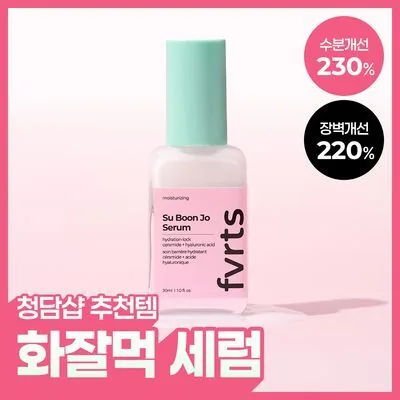 수분개선
230%
장벽개선
220%
moisturizing
Su Boon Jo
Serum
hydration lock
ceramide + hyaluronic acid
soin barrière hydratant
céramide + acide
hyaluronique
30ml | 1.0 fl.oz.
fvrts
청담샵 추천템
화잘먹 세럼